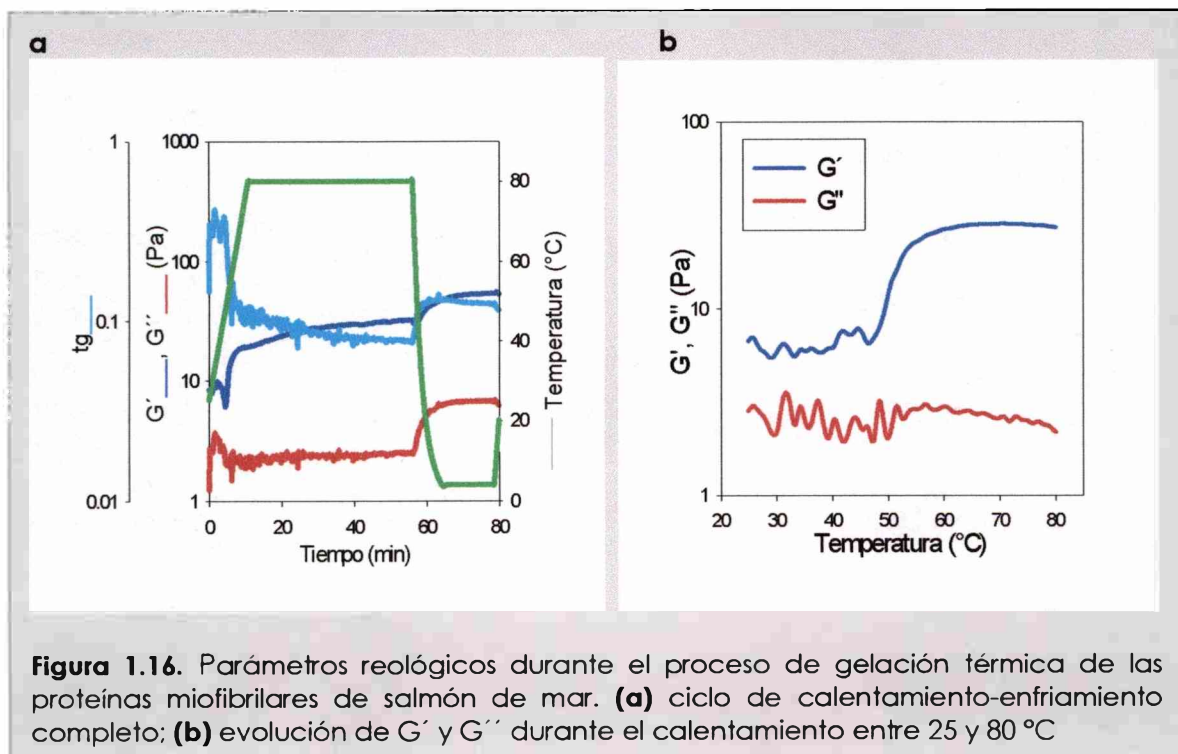 a
b
1
0.1
0.01
tg
1000
100
10
1
G´ , G´´ (Pa)
80
60
40
20
0
Temperatura (°C)
0 20 40 60 80
Tiempo (min)
100
10
1
G', G" (Pa)
G´
G"
20 30 40 50 60 70 80
Temperatura (°C)
Figura 1.16. Parámetros reológicos durante el proceso de gelación térmica de las
proteínas miofibrilares de salmón de mar. (a) ciclo de calentamiento-enfriamiento
completo; (b) evolución de G´ y G´´ durante el calentamiento entre 25 y 80 °C